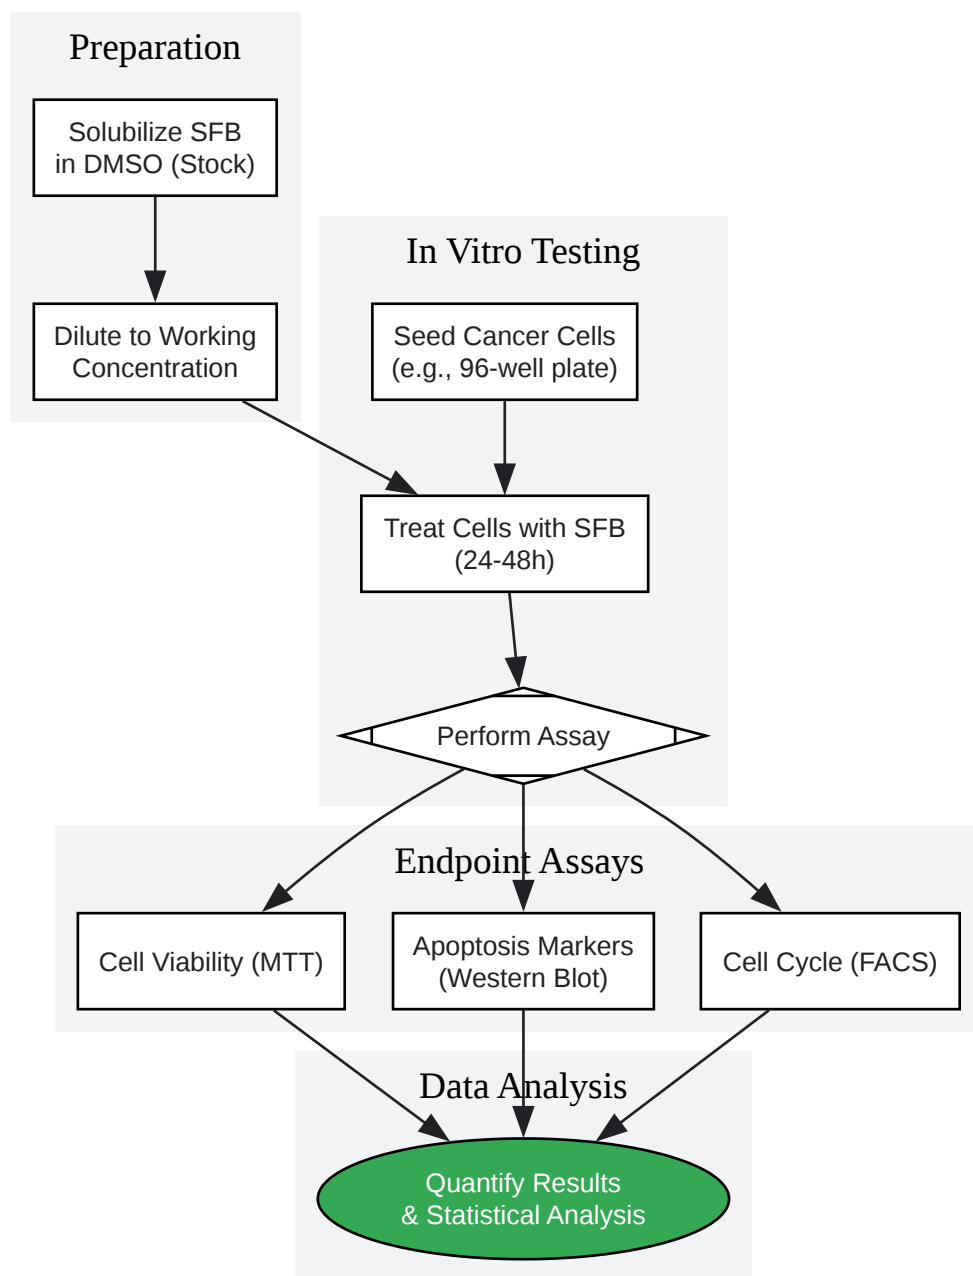 Preparation
Solubilize SFB
in DMSO (Stock)
Dilute to Working
Concentration
In Vitro Testing
Seed Cancer Cells
(e.g., 96-well plate)
Treat Cells with SFB
(24-48h)
Perform Assay
Endpoint Assays
Cell Viability (MTT)
Apoptosis Markers
(Western Blot)
Cell Cycle (FACS)
Data Analysis
Quantify Results
& Statistical Analysis